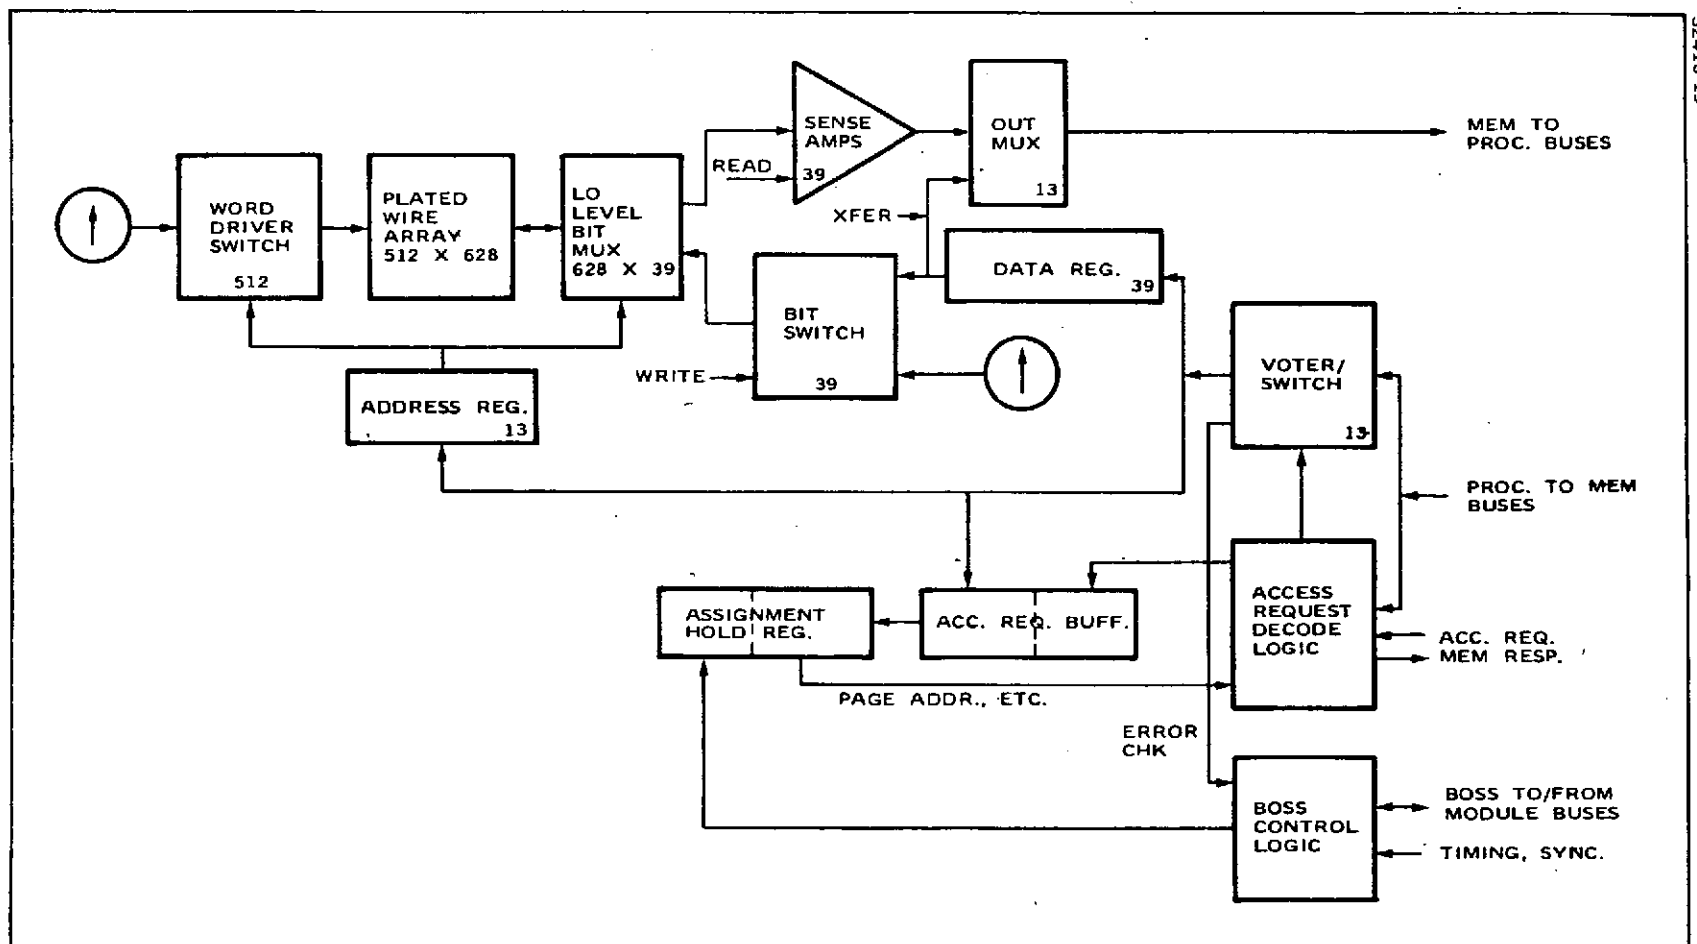 SENSE
AMPS
39
OUT
MUX
13
MEM TO
PROC. BUSES
READ
WORD
DRIVER
SWITCH
512
PLATED
WIRE
ARRAY
512 X 628
LO
LEVEL
BIT
MUX
628 X 39
XFER
DATA REG.
39
BIT
SWITCH
39
WRITE
VOTER/
SWITCH
13
ADDRESS REG.
13
PROC. TO MEM
BUSES
ASSIGNMENT
HOLD REG.
ACC. REQ. BUFF.
ACCESS
REQUEST
DECODE
LOGIC
ACC. REQ.
MEM RESP.
PAGE ADDR., ETC.
ERROR
CHK
BOSS
CONTROL
LOGIC
BOSS TO/FROM
MODULE BUSES
TIMING, SYNC.